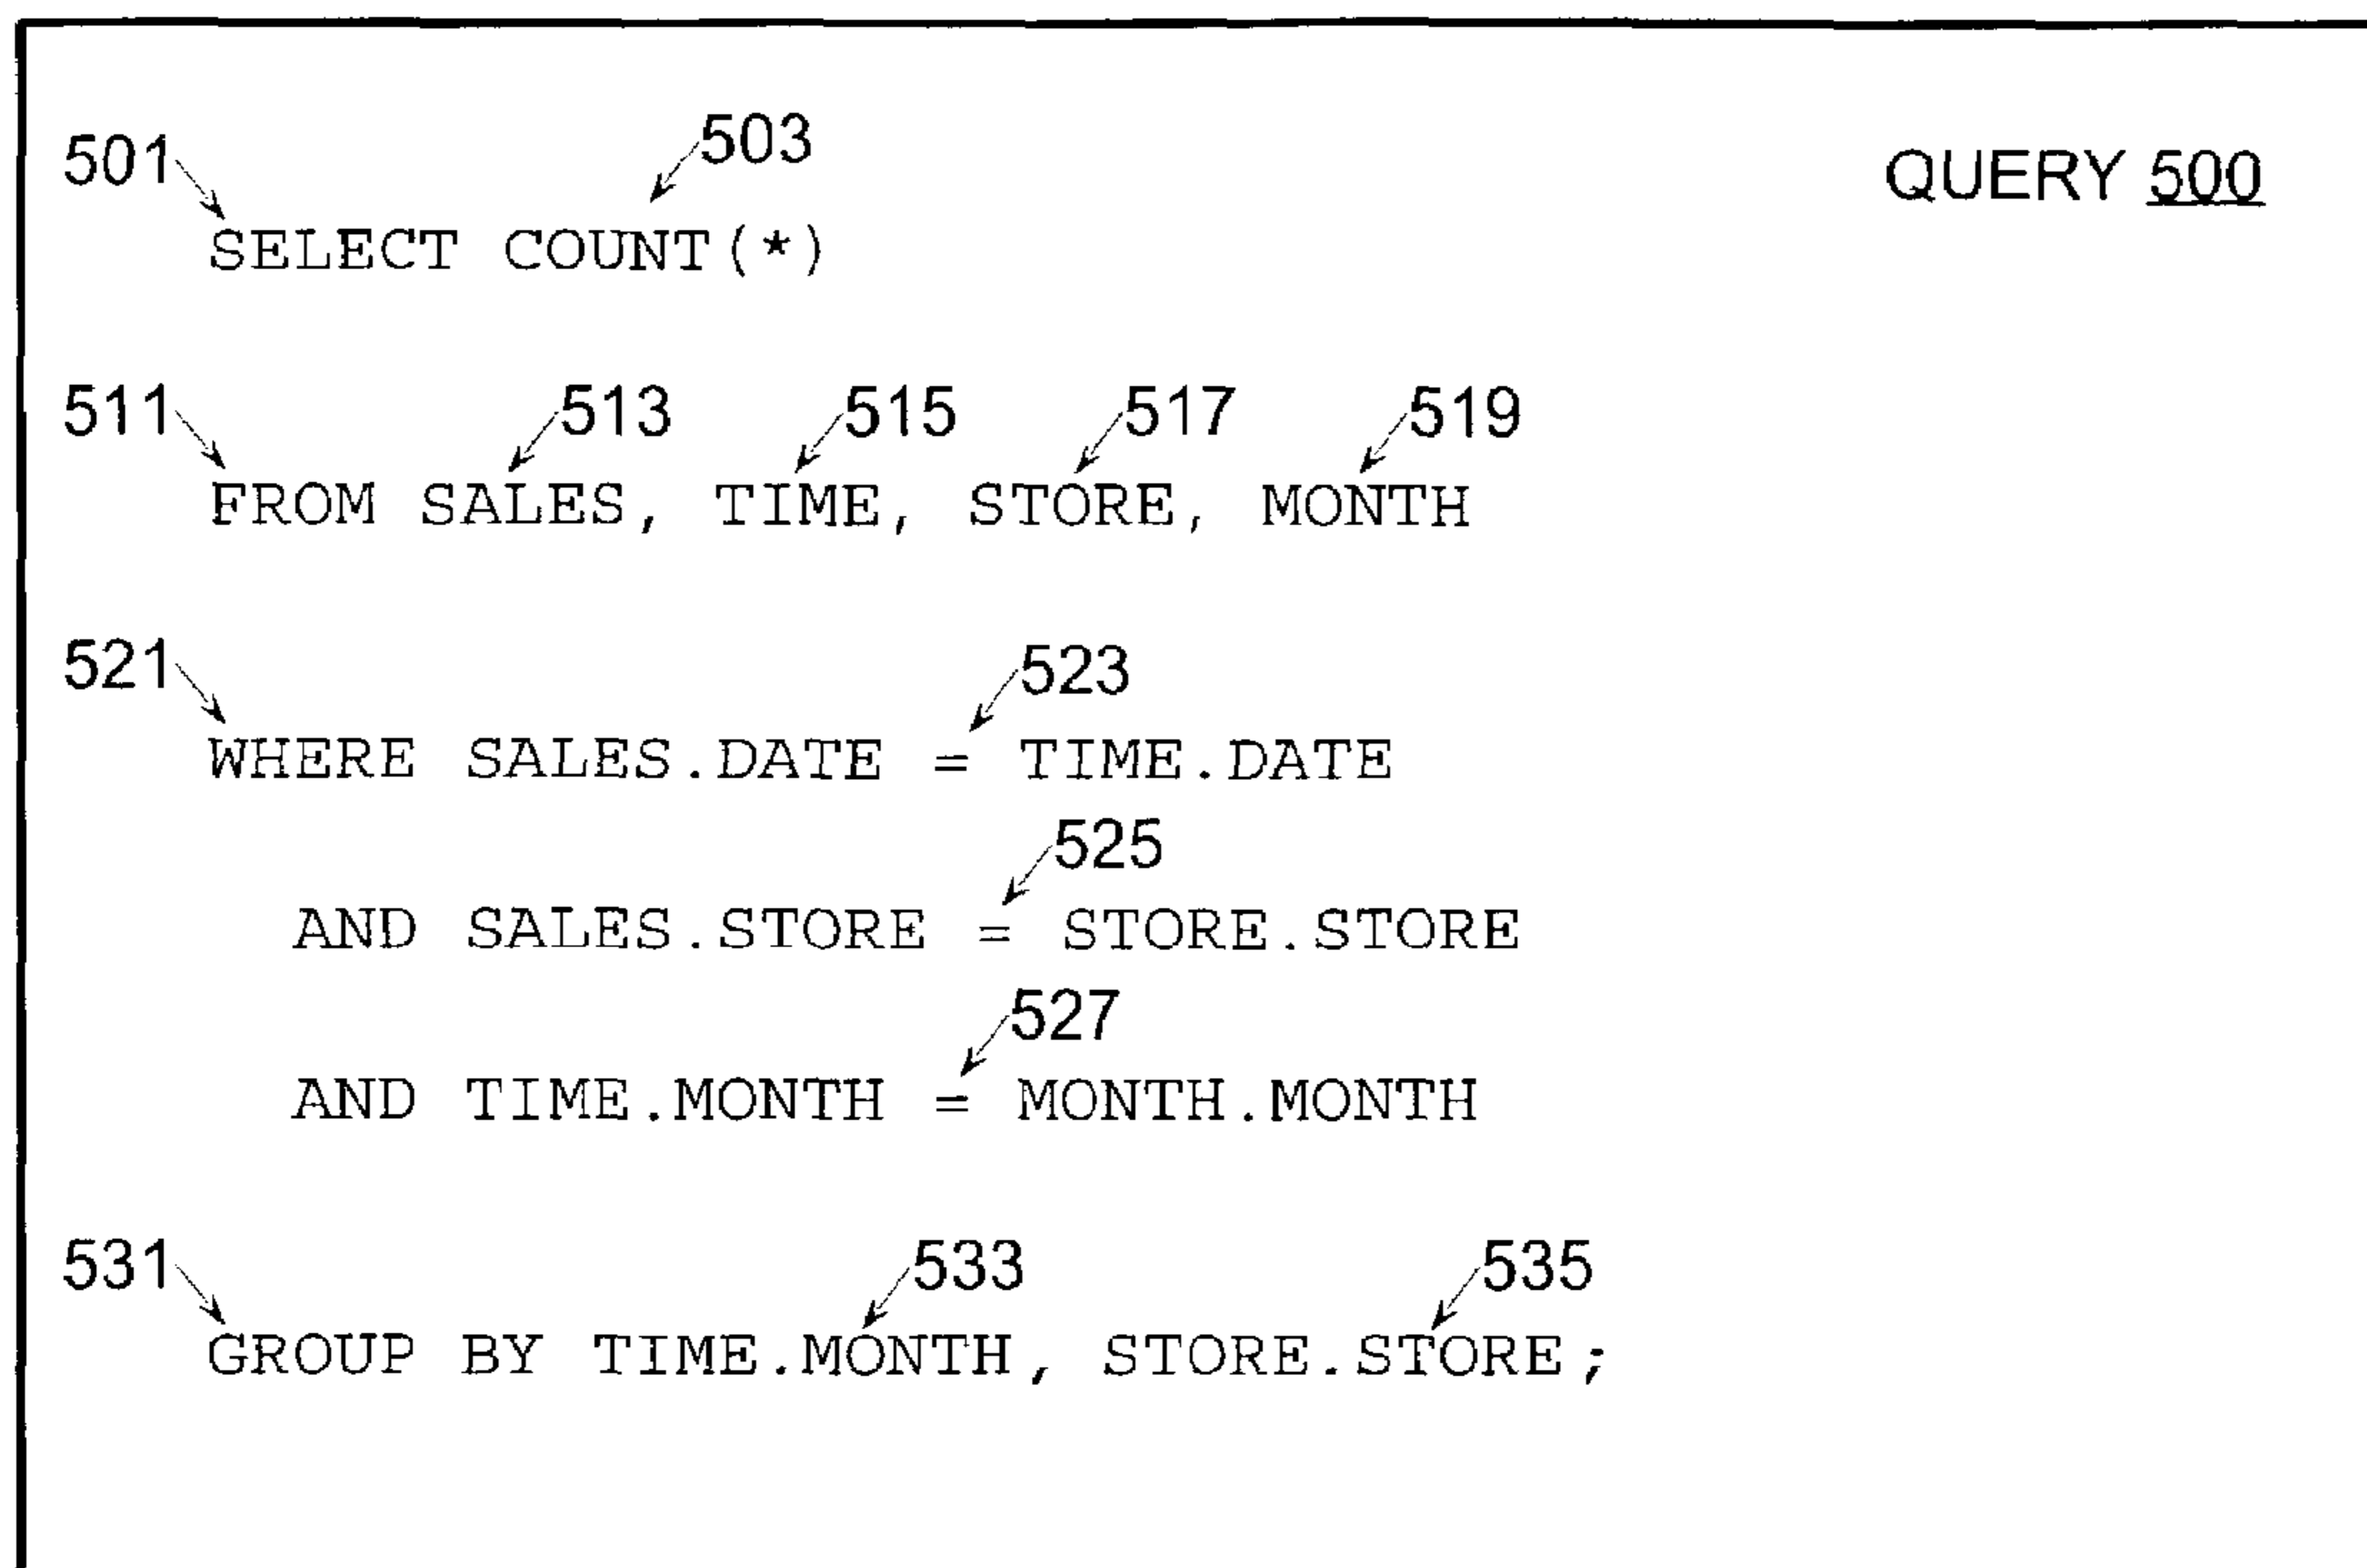 501 503 QUERY 500
SELECT COUNT(*)
511 513 515 517 519
FROM SALES, TIME, STORE, MONTH
521 523
WHERE SALES.DATE = TIME.DATE
525
AND SALES.STORE = STORE.STORE
527
AND TIME.MONTH = MONTH.MONTH
531 533 535
GROUP BY TIME.MONTH, STORE.STORE;